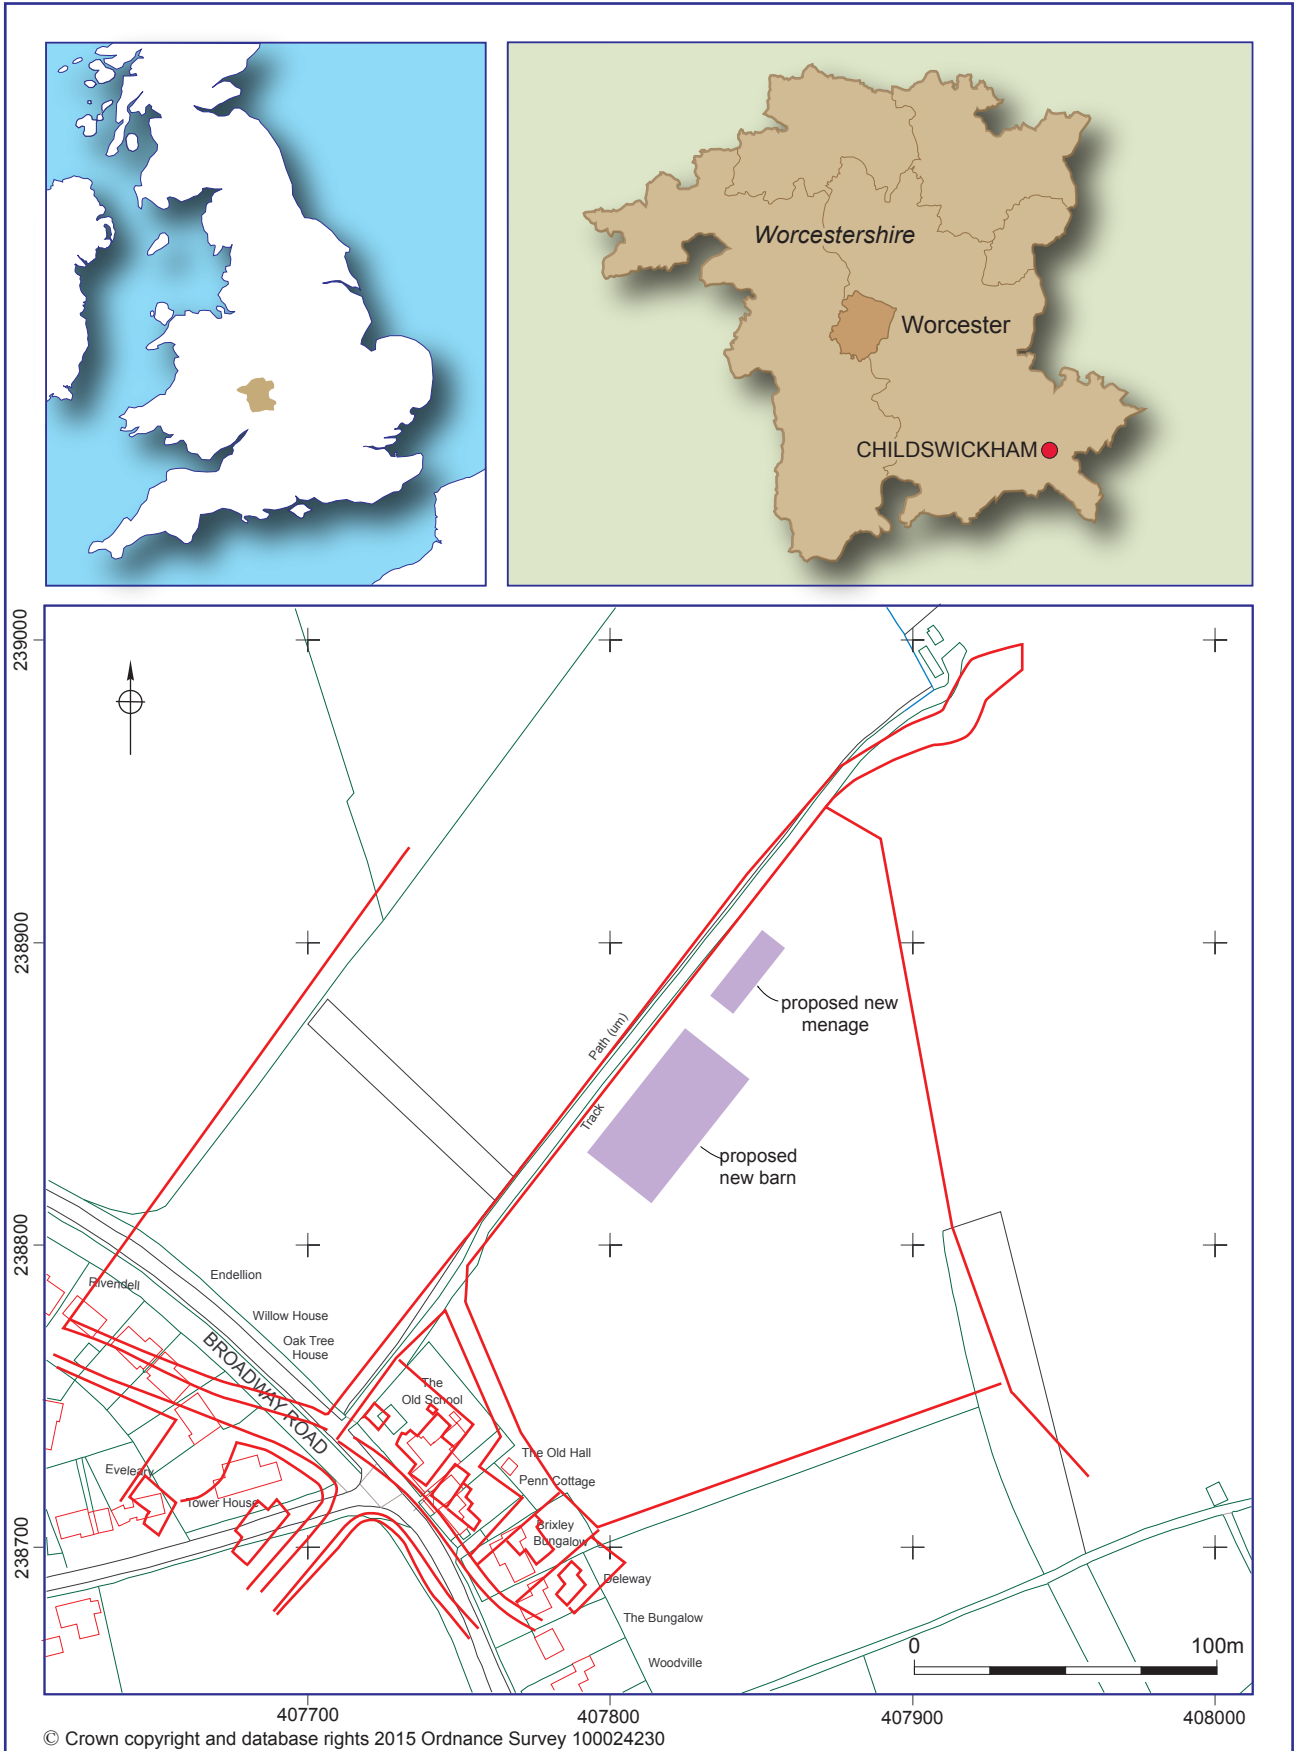 Worcestershire
Worcester
CHILDSWICKHAM
239000
238900
238800
238700
Path (um)
Track
proposed new
menage
proposed
new barn
Rivendell
Endellion
Willow House
Oak Tree
House
BROADWAY ROAD
The
Old School
The Old Hall
Penn Cottage
Eveleary
Tower House
Brixley
Bungalow
Deleway
The Bungalow
Woodville
0 100m
407700 407800 407900 408000
© Crown copyright and database rights 2015 Ordnance Survey 100024230